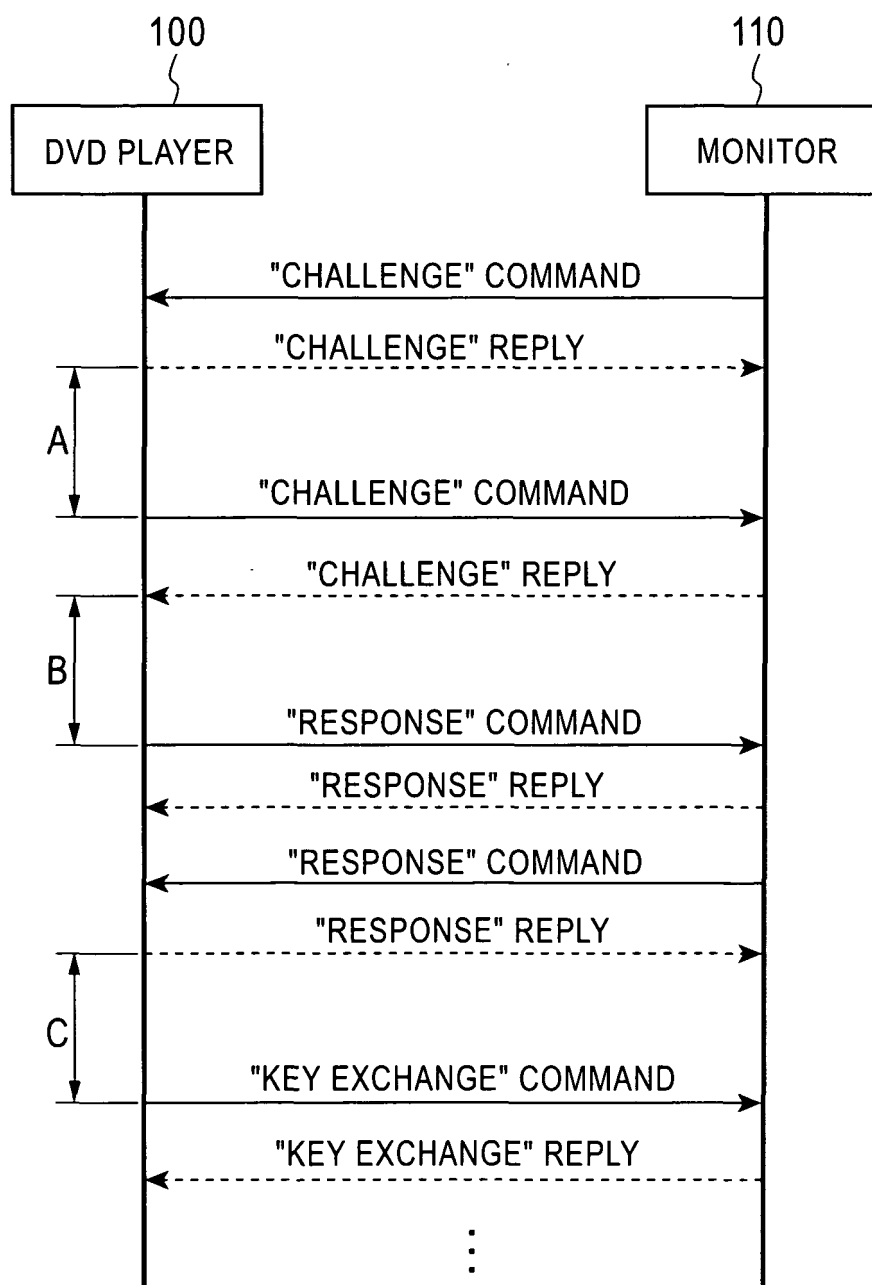 100
110
DVD PLAYER
MONITOR
"CHALLENGE" COMMAND
"CHALLENGE" REPLY
A
"CHALLENGE" COMMAND
"CHALLENGE" REPLY
B
"RESPONSE" COMMAND
"RESPONSE" REPLY
"RESPONSE" COMMAND
"RESPONSE" REPLY
C
"KEY EXCHANGE" COMMAND
"KEY EXCHANGE" REPLY